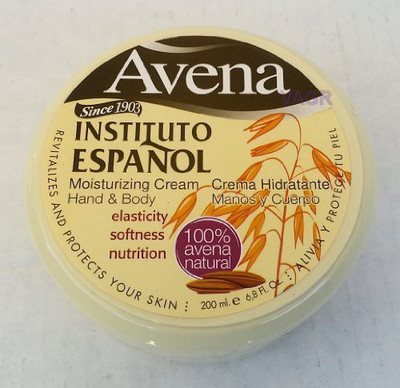 Avena
VAGR
Since 1903
INSTITUTO
ESPAÑOL
Moisturizing Cream
Hand & Body
Crema Hidratante
Manos y Cuerpo
elasticity
softness
nutrition
100%
avena
natural
REVITALIZES AND PROTECTS YOUR SKIN
200 ml. e 6,8 Fl. Oz.
ALIVIA Y PROTEGE TU PIEL